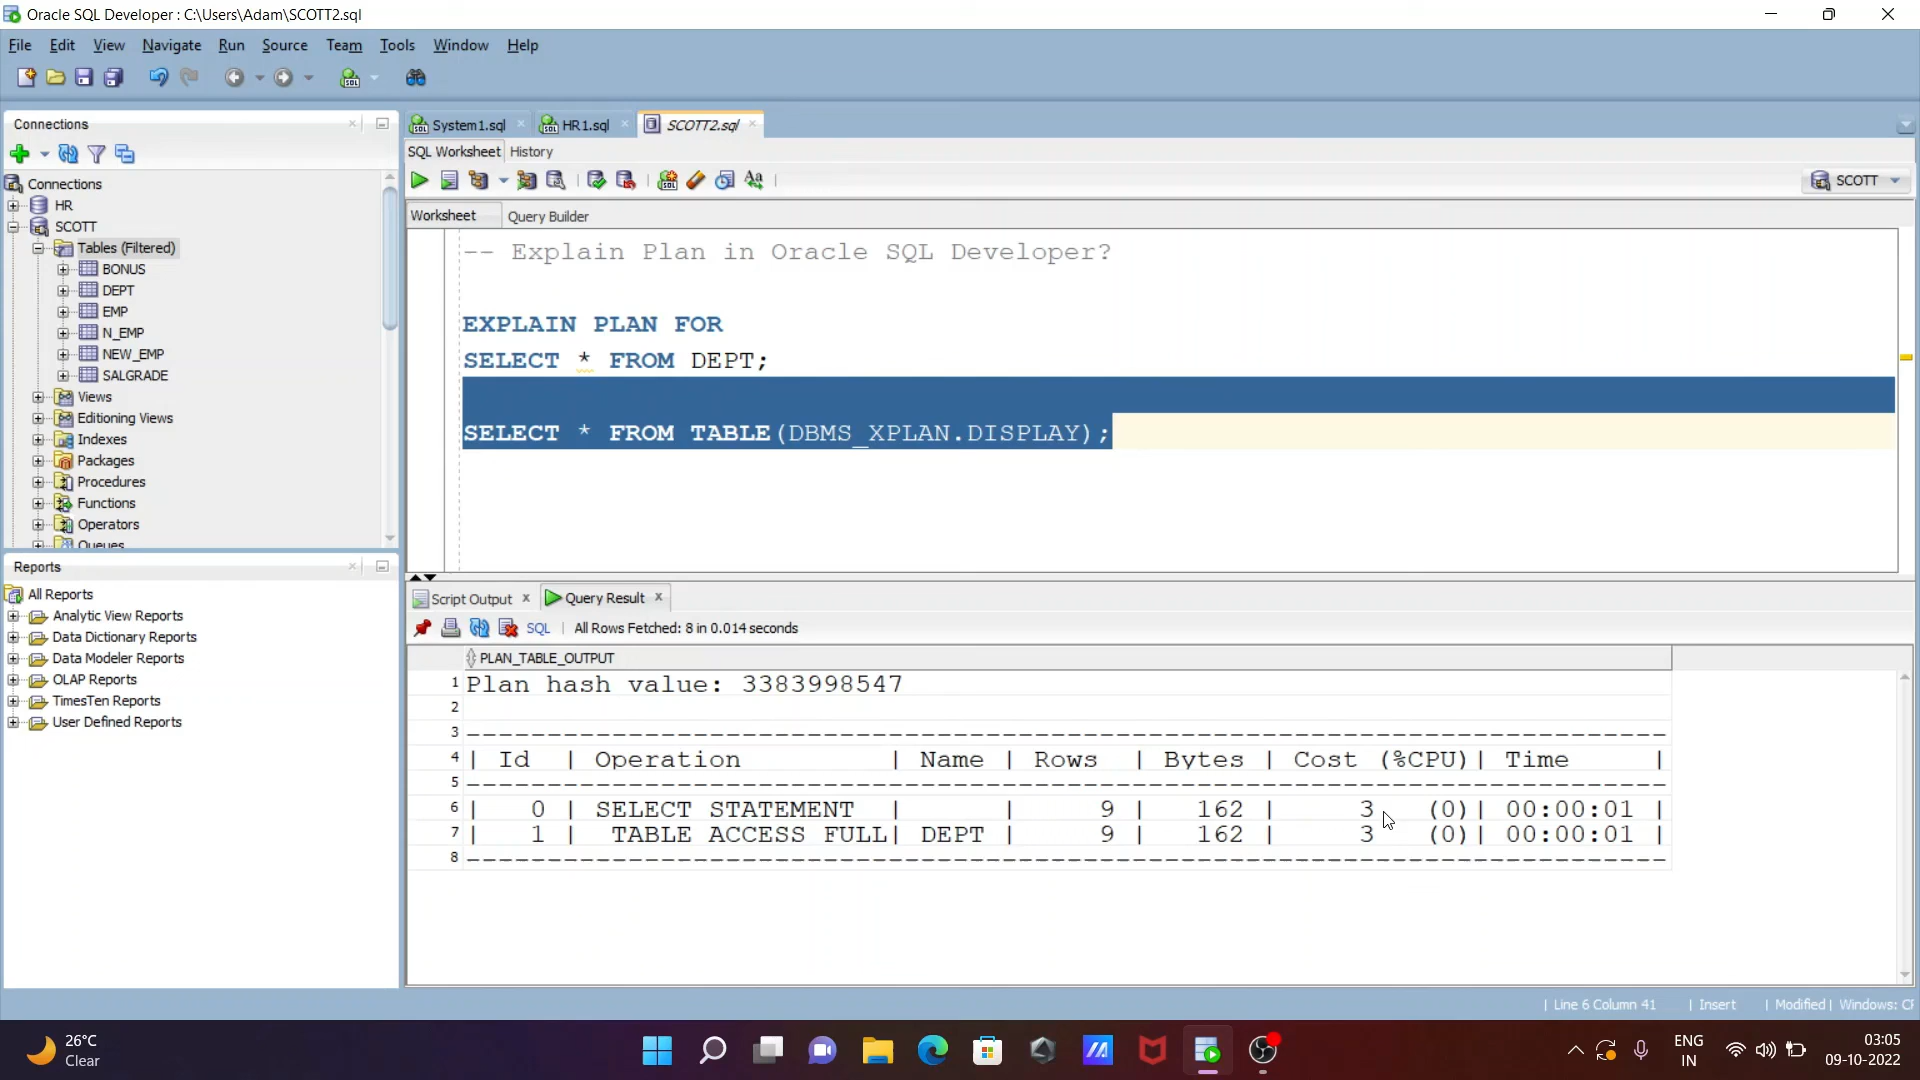 Oracle SQL Developer : C:\Users\Adam\SCOTT2.sql
File Edit View Navigate Run Source Team Tools Window Help
SQL
Connections
System1.sql HR1.sql SCOTT2.sql
SQL Worksheet History
SCOTT
Worksheet Query Builder
Connections
HR
SCOTT
Tables (Filtered)
BONUS
DEPT
EMP
N_EMP
NEW_EMP
SALGRADE
Views
Editioning Views
Indexes
Packages
Procedures
Functions
Operators
Queues
-- Explain Plan in Oracle SQL Developer?
EXPLAIN PLAN FOR
SELECT * FROM DEPT;
SELECT * FROM TABLE(DBMS_XPLAN.DISPLAY);
Reports
All Reports
Analytic View Reports
Data Dictionary Reports
Data Modeler Reports
OLAP Reports
TimesTen Reports
User Defined Reports
Script Output Query Result
SQL | All Rows Fetched: 8 in 0.014 seconds
PLAN_TABLE_OUTPUT
1 Plan hash value: 3383998547
2
3 --------------------------------------------------------------------------
4 | Id | Operation | Name | Rows | Bytes | Cost (%CPU)| Time |
5 --------------------------------------------------------------------------
6 | 0 | SELECT STATEMENT | | 9 | 162 | 3 (0)| 00:00:01 |
7 | 1 | TABLE ACCESS FULL| DEPT | 9 | 162 | 3 (0)| 00:00:01 |
8 --------------------------------------------------------------------------
| Line 6 Column 41 | Insert | Modified | Windows: C
26°C
Clear
ENG
IN
03:05
09-10-2022